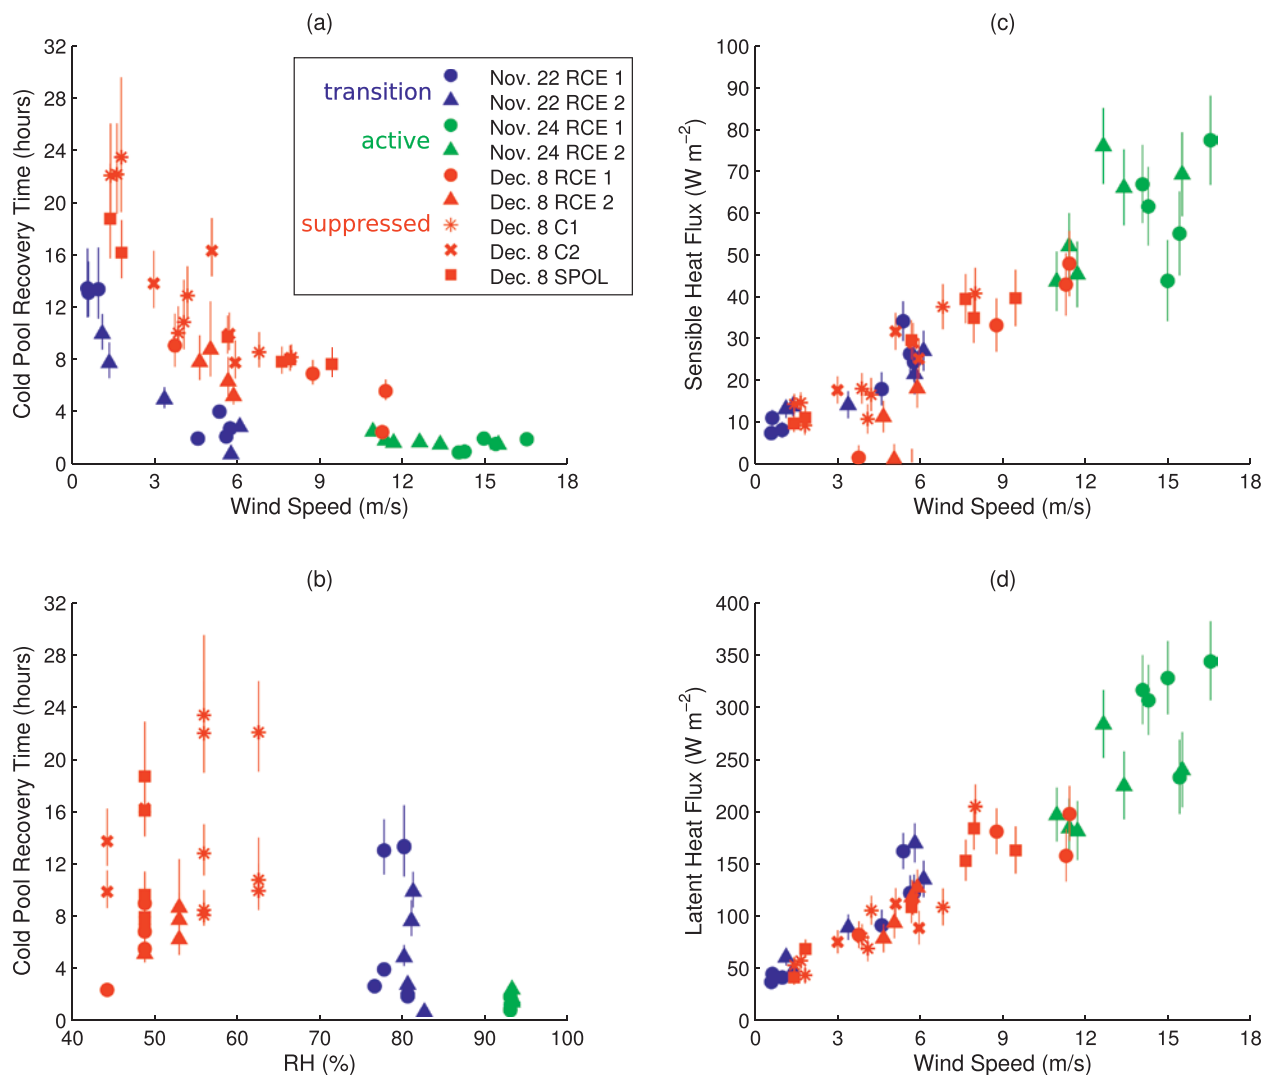 (a)
Cold Pool Recovery Time (hours)
32
28
24
20
16
12
8
4
0
0 3 6 9 12 15 18
Wind Speed (m/s)
transition
active
suppressed
Nov. 22 RCE 1
Nov. 22 RCE 2
Nov. 24 RCE 1
Nov. 24 RCE 2
Dec. 8 RCE 1
Dec. 8 RCE 2
Dec. 8 C1
Dec. 8 C2
Dec. 8 SPOL
(c)
Sensible Heat Flux (W m−2)
100
90
80
70
60
50
40
30
20
10
0
0 3 6 9 12 15 18
Wind Speed (m/s)
(b)
Cold Pool Recovery Time (hours)
32
28
24
20
16
12
8
4
0
40 50 60 70 80 90 100
RH (%)
(d)
Latent Heat Flux (W m−2)
400
350
300
250
200
150
100
50
0
0 3 6 9 12 15 18
Wind Speed (m/s)